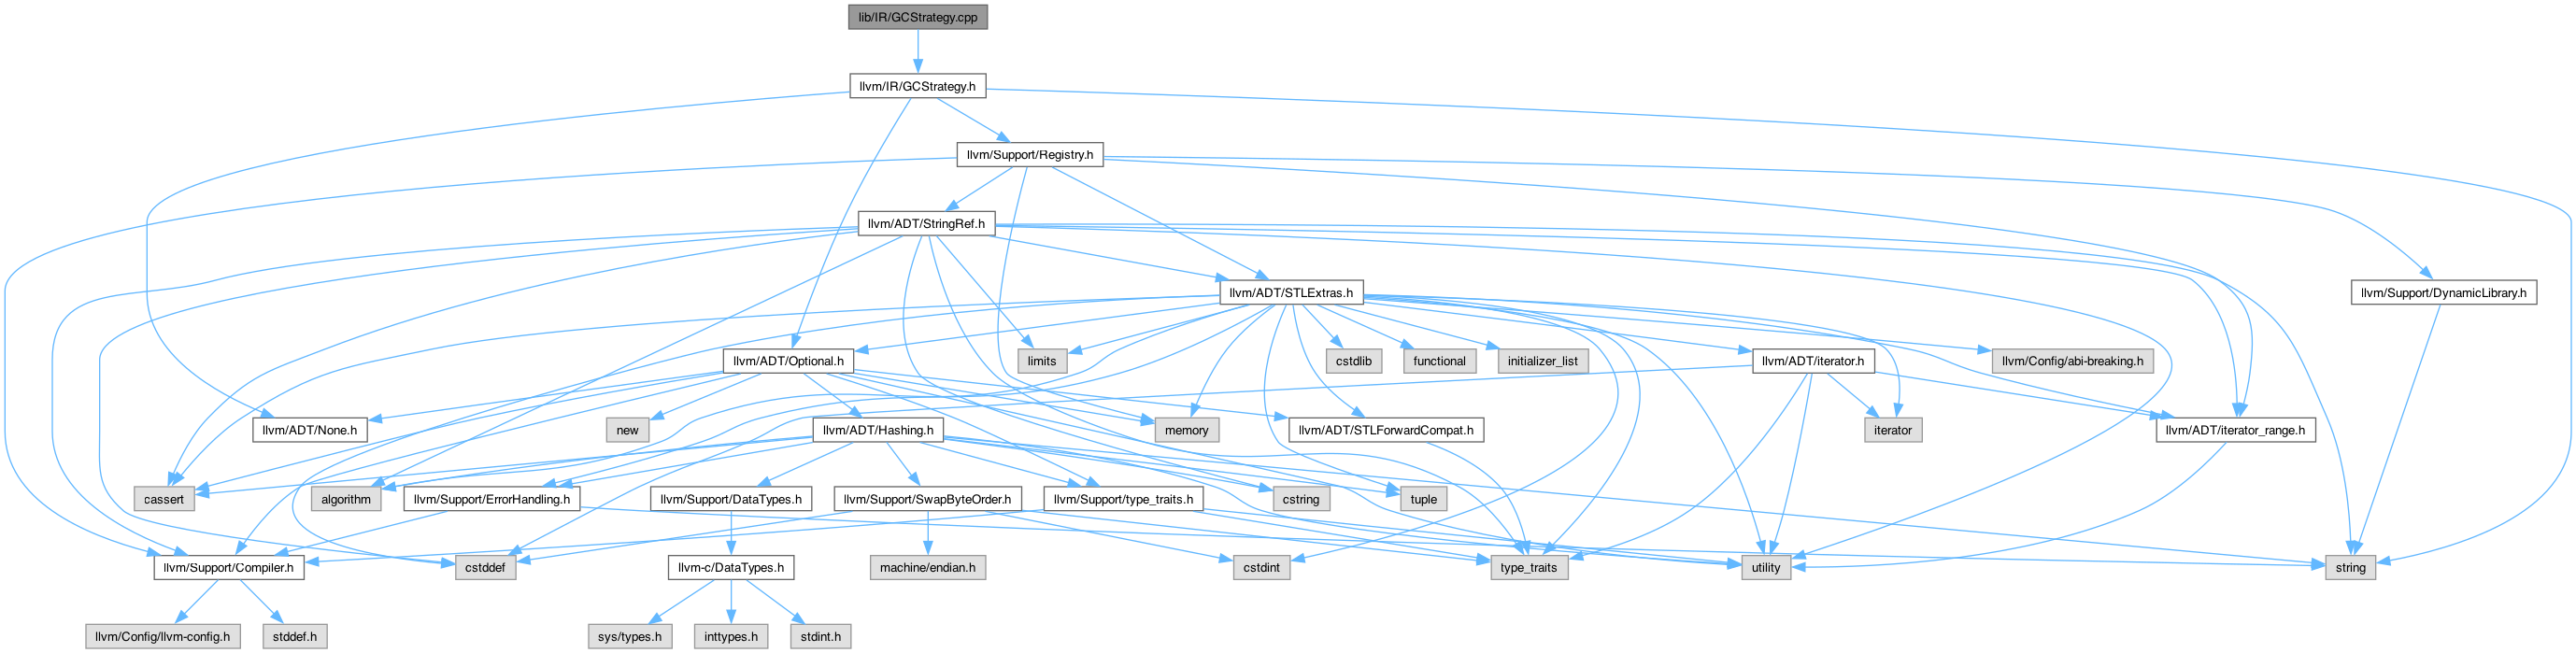 lib/IR/GCStrategy.cpp
llvm/IR/GCStrategy.h
llvm/Support/Registry.h
llvm/ADT/StringRef.h
llvm/ADT/STLExtras.h
llvm/Support/DynamicLibrary.h
llvm/ADT/Optional.h
limits
cstdlib
functional
initializer_list
llvm/ADT/iterator.h
llvm/Config/abi-breaking.h
llvm/ADT/None.h
new
llvm/ADT/Hashing.h
memory
llvm/ADT/STLForwardCompat.h
iterator
llvm/ADT/iterator_range.h
cassert
algorithm
llvm/Support/ErrorHandling.h
llvm/Support/DataTypes.h
llvm/Support/SwapByteOrder.h
llvm/Support/type_traits.h
cstring
tuple
llvm/Support/Compiler.h
cstddef
llvm-c/DataTypes.h
machine/endian.h
cstdint
type_traits
utility
string
llvm/Config/llvm-config.h
stddef.h
sys/types.h
inttypes.h
stdint.h